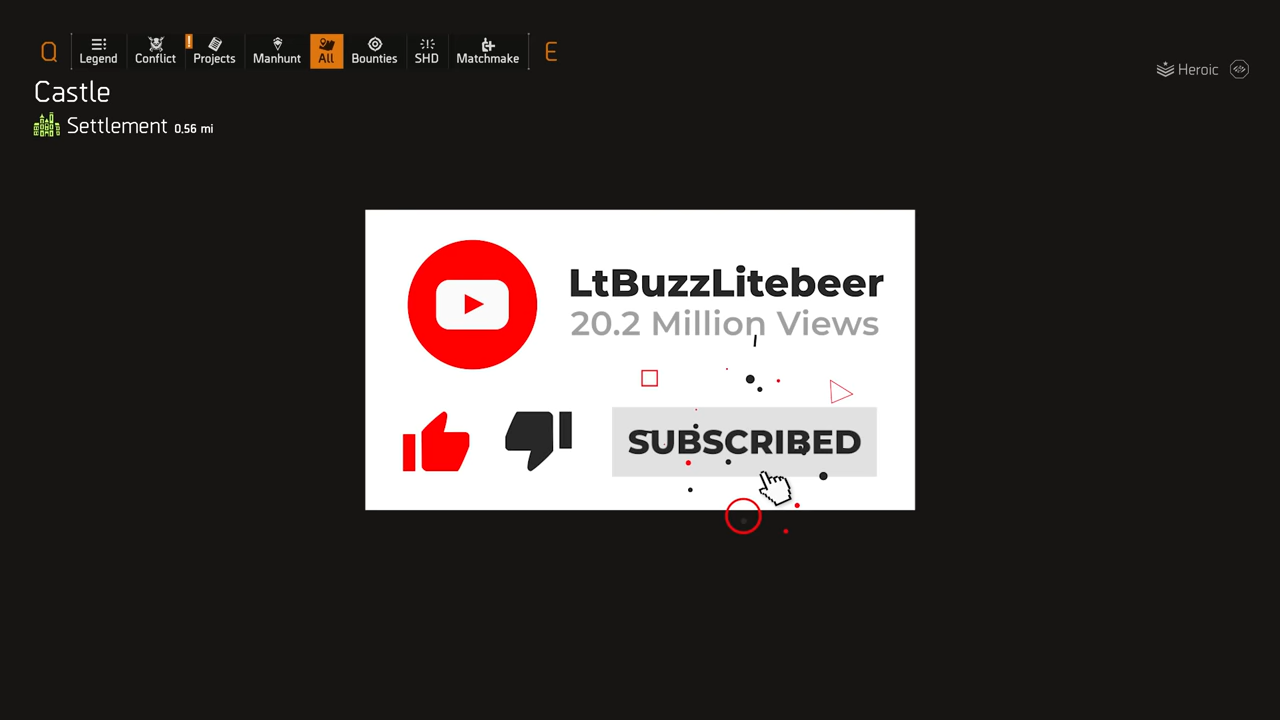 Q Legend Conflict Projects Manhunt All Bounties SHD Matchmake E
Heroic
Castle
Settlement 0.56 mi
LtBuzzLitebeer
20.2 Million Views
SUBSCRIBED